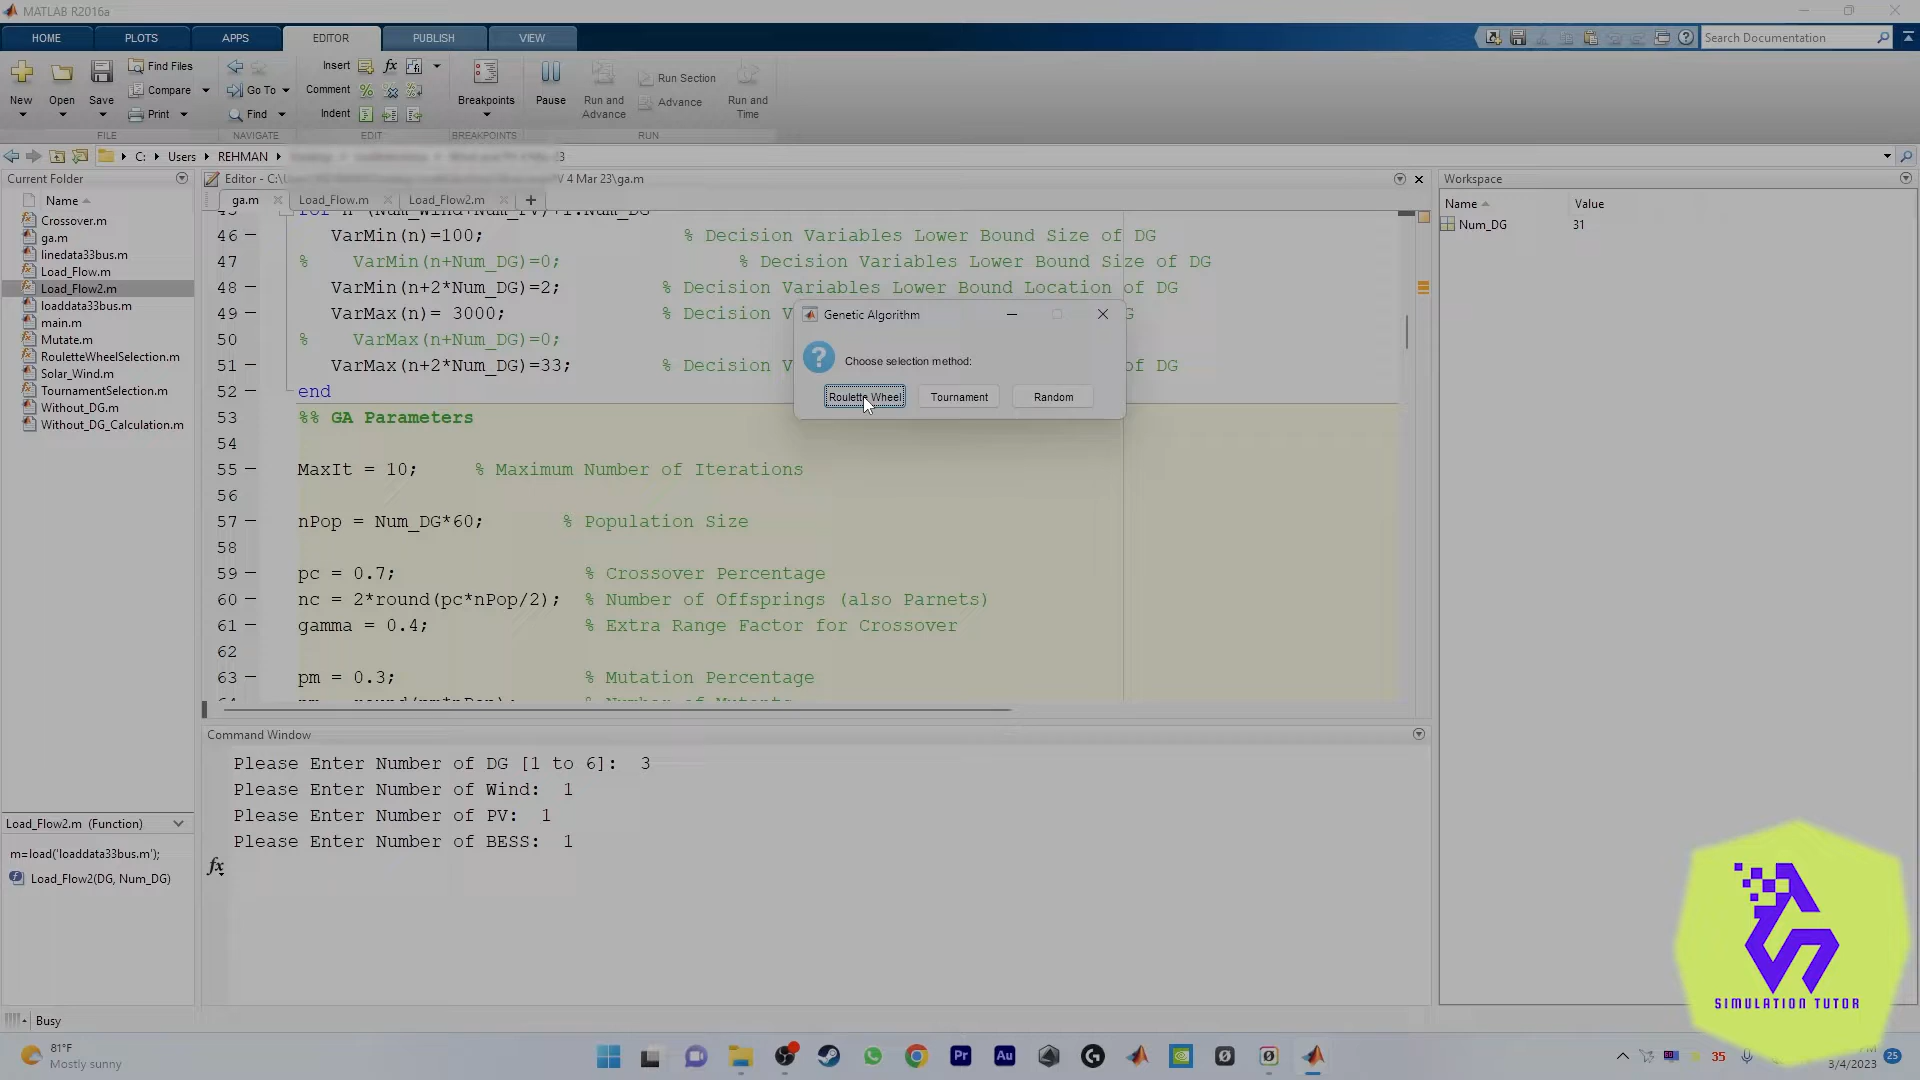 MATLAB R2016a
HOME PLOTS APPS EDITOR PUBLISH VIEW
Search Documentation
New Open Save
Find Files
Compare
Print
Go To
Find
Insert fx
Comment
Indent
Breakpoints
Pause
Run and Advance
Run Section
Advance
Run and Time
FILE NAVIGATE EDIT BREAKPOINTS RUN
C: Users REHMAN
Current Folder
Name
Crossover.m
ga.m
linedata33bus.m
Load_Flow.m
Load_Flow2.m
loaddata33bus.m
main.m
Mutate.m
RouletteWheelSelection.m
Solar_Wind.m
TournamentSelection.m
Without_DG.m
Without_DG_Calculation.m
Load_Flow2.m (Function)
m=load('loaddata33bus.m');
Load_Flow2(DG, Num_DG)
Editor - C:\U
V 4 Mar 23\ga.m
ga.m Load_Flow.m Load_Flow2.m
46 VarMin(n)=100; % Decision Variables Lower Bound Size of DG
47 % VarMin(n+Num_DG)=0; % Decision Variables Lower Bound Size of DG
48 VarMin(n+2*Num_DG)=2; % Decision Variables Lower Bound Location of DG
49 VarMax(n)= 3000; % Decision V G
50 % VarMax(n+Num_DG)=0;
51 VarMax(n+2*Num_DG)=33; % Decision V of DG
52 end
53 %% GA Parameters
54
55 MaxIt = 10; % Maximum Number of Iterations
56
57 nPop = Num_DG*60; % Population Size
58
59 pc = 0.7; % Crossover Percentage
60 nc = 2*round(pc*nPop/2); % Number of Offsprings (also Parnets)
61 gamma = 0.4; % Extra Range Factor for Crossover
62
63 pm = 0.3; % Mutation Percentage
Genetic Algorithm
Choose selection method:
Roulette Wheel Tournament Random
Command Window
Please Enter Number of DG [1 to 6]: 3
Please Enter Number of Wind: 1
Please Enter Number of PV: 1
Please Enter Number of BESS: 1
fx
Workspace
Name Value
Num_DG 31
SIMULATION TUTOR
Busy
81°F
Mostly sunny
Pr
Au
35
3/4/2023
25